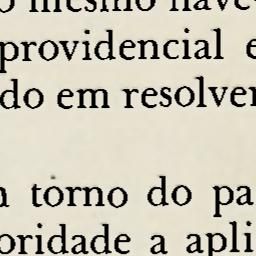 o mesmo have
providencial e
do em resolver
n torno do pa
oridade a apli